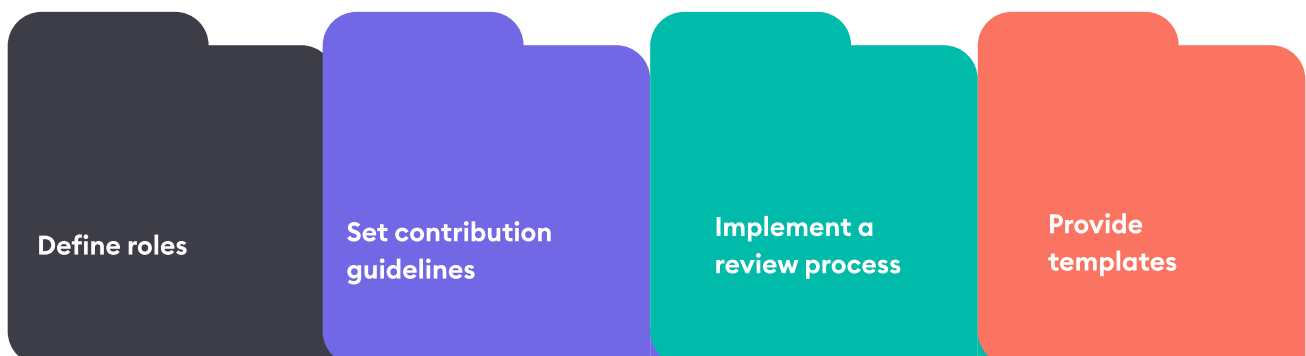 Define roles
Set contribution
guidelines
Implement a
review process
Provide
templates